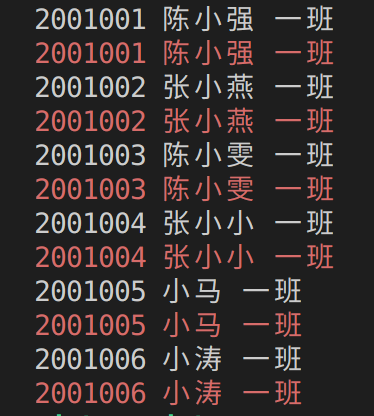 2001001 陈小强 一班
2001001 陈小强 一班
2001002 张小燕 一班
2001002 张小燕 一班
2001003 陈小雯 一班
2001003 陈小雯 一班
2001004 张小小 一班
2001004 张小小 一班
2001005 小马 一班
2001005 小马 一班
2001006 小涛 一班
2001006 小涛 一班